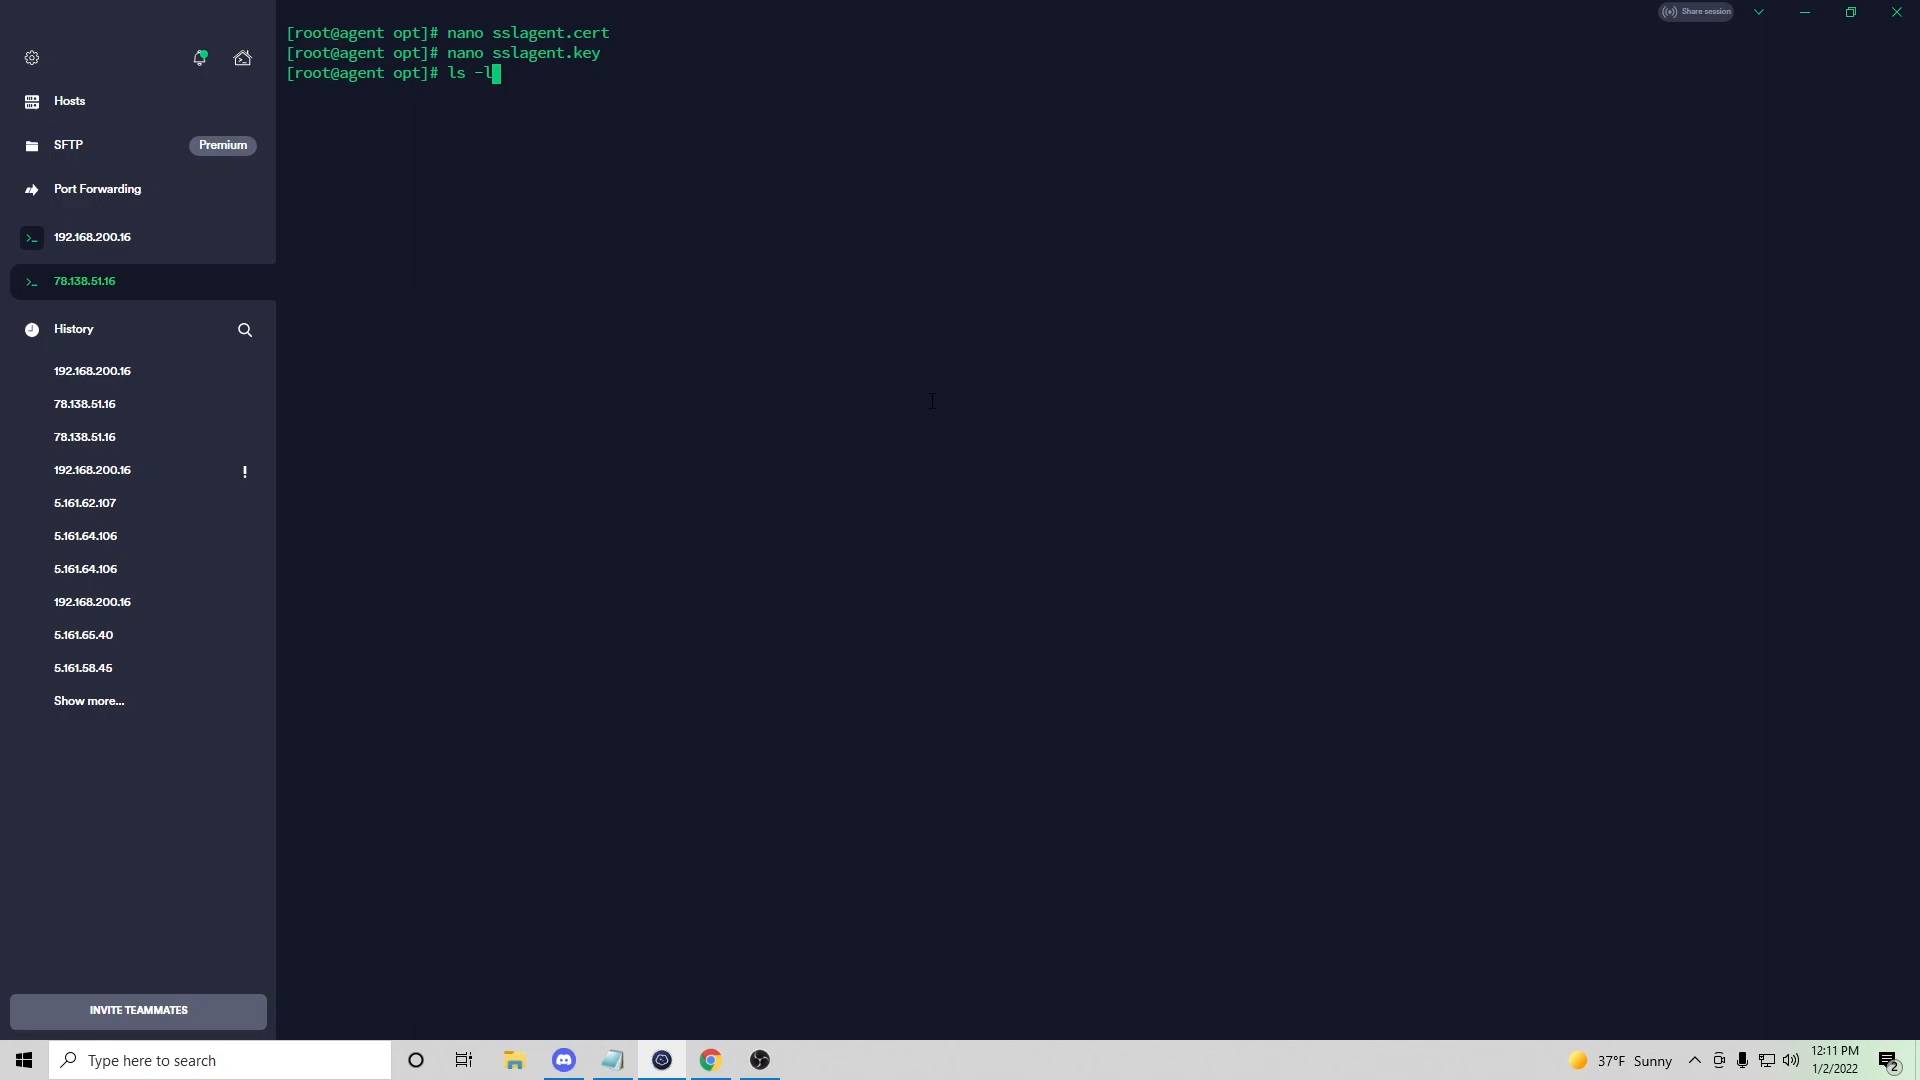 Share session
[root@agent opt]# nano sslagent.cert
[root@agent opt]# nano sslagent.key
[root@agent opt]# ls -l
Hosts
SFTP Premium
Port Forwarding
192.168.200.16
78.138.51.16
History
192.168.200.16
78.138.51.16
78.138.51.16
192.168.200.16 !
5.161.62.107
5.161.64.106
5.161.64.106
192.168.200.16
5.161.65.40
5.161.58.45
Show more...
INVITE TEAMMATES
Type here to search
37°F Sunny
12:11 PM
1/2/2022
2